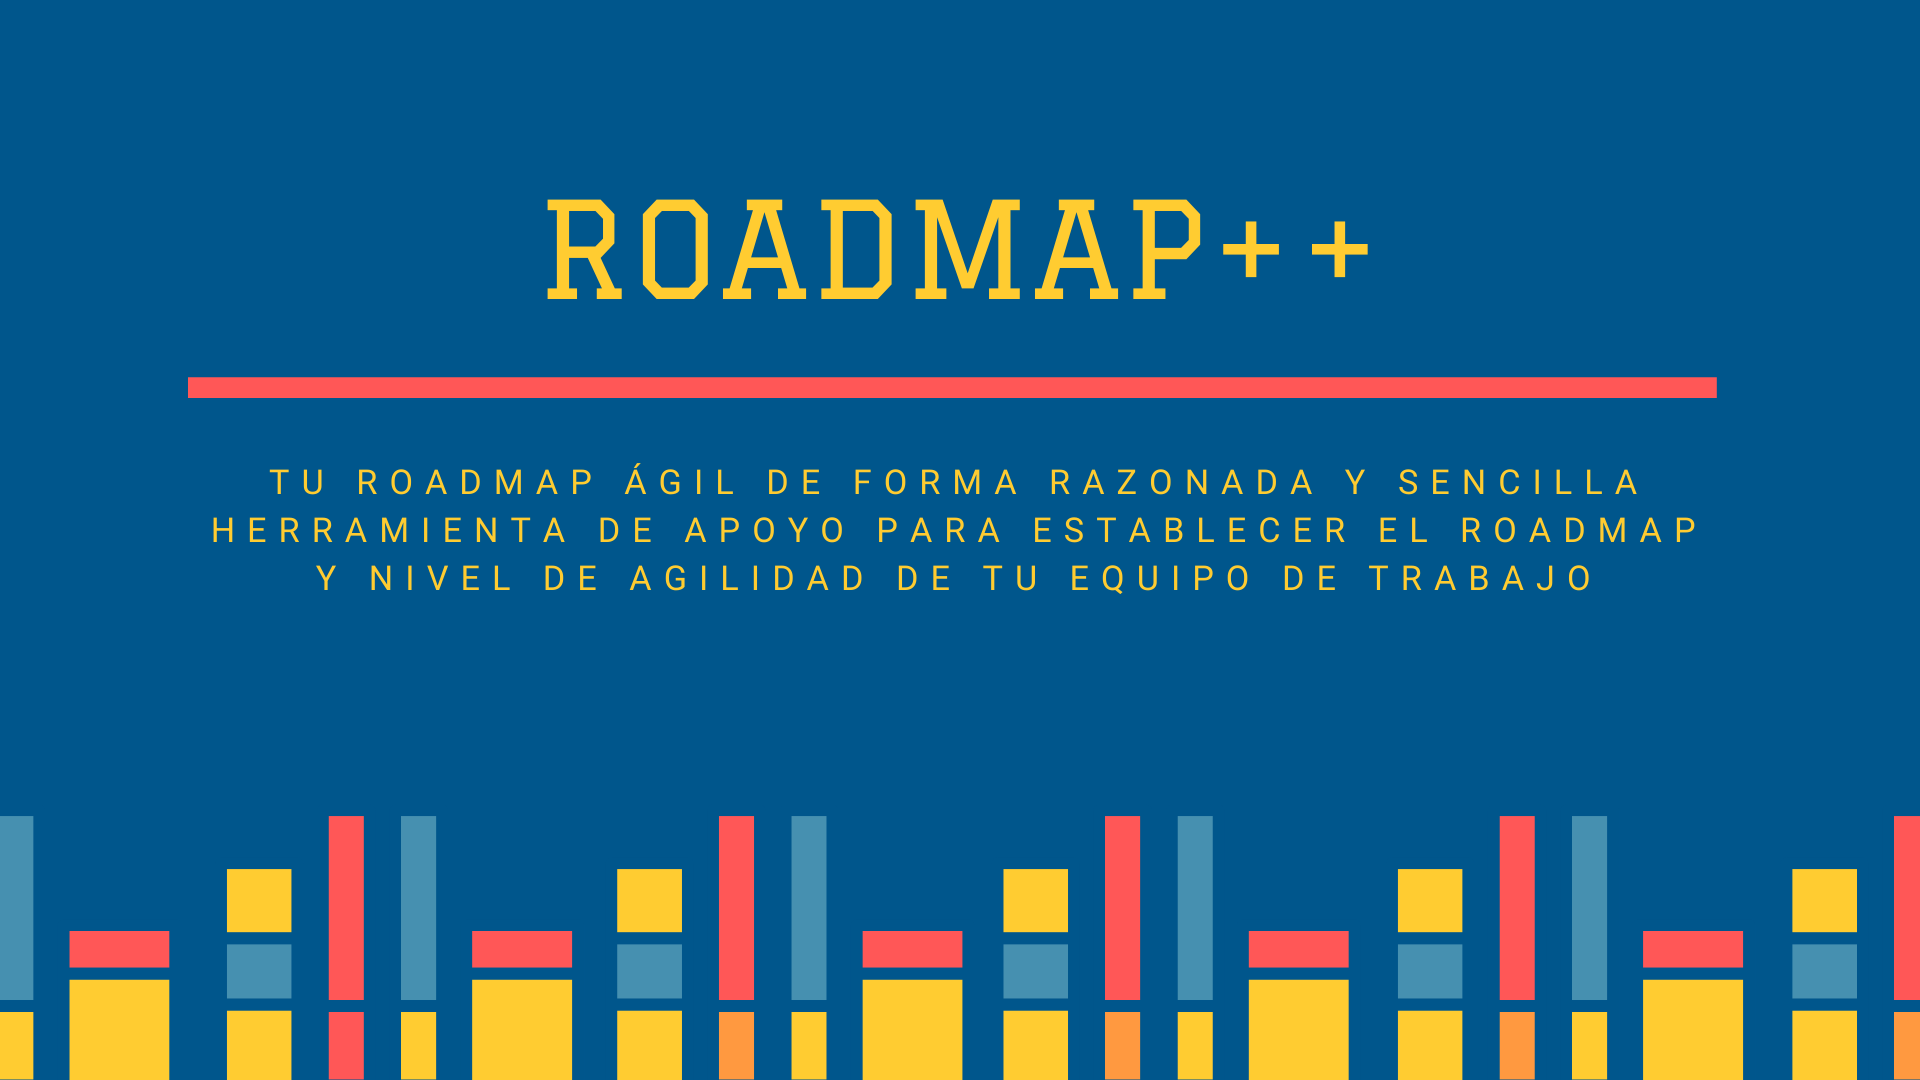 ROADMAP++
TU ROADMAP ÁGIL DE FORMA RAZONADA Y SENCILLA
HERRAMIENTA DE APOYO PARA ESTABLECER EL ROADMAP
Y NIVEL DE AGILIDAD DE TU EQUIPO DE TRABAJO